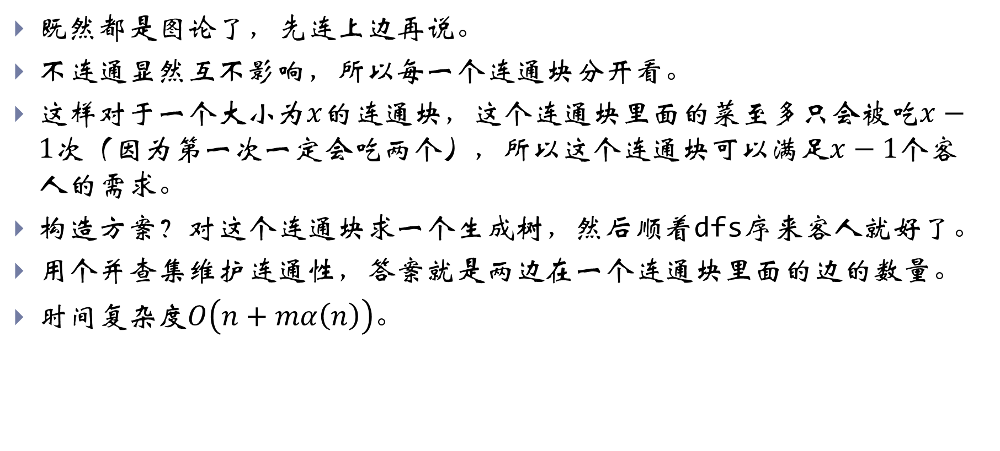 既然都是图论了，先连上边再说。
不连通显然互不影响，所以每一个连通块分开看。
这样对于一个大小为x的连通块，这个连通块里面的菜至多只会被吃x −
1次（因为第一次一定会吃两个），所以这个连通块可以满足x − 1个客
人的需求。
构造方案？对这个连通块求一个生成树，然后顺着dfs序来客人就好了。
用个并查集维护连通性，答案就是两边在一个连通块里面的边的数量。
时间复杂度O(n + mα(n))。